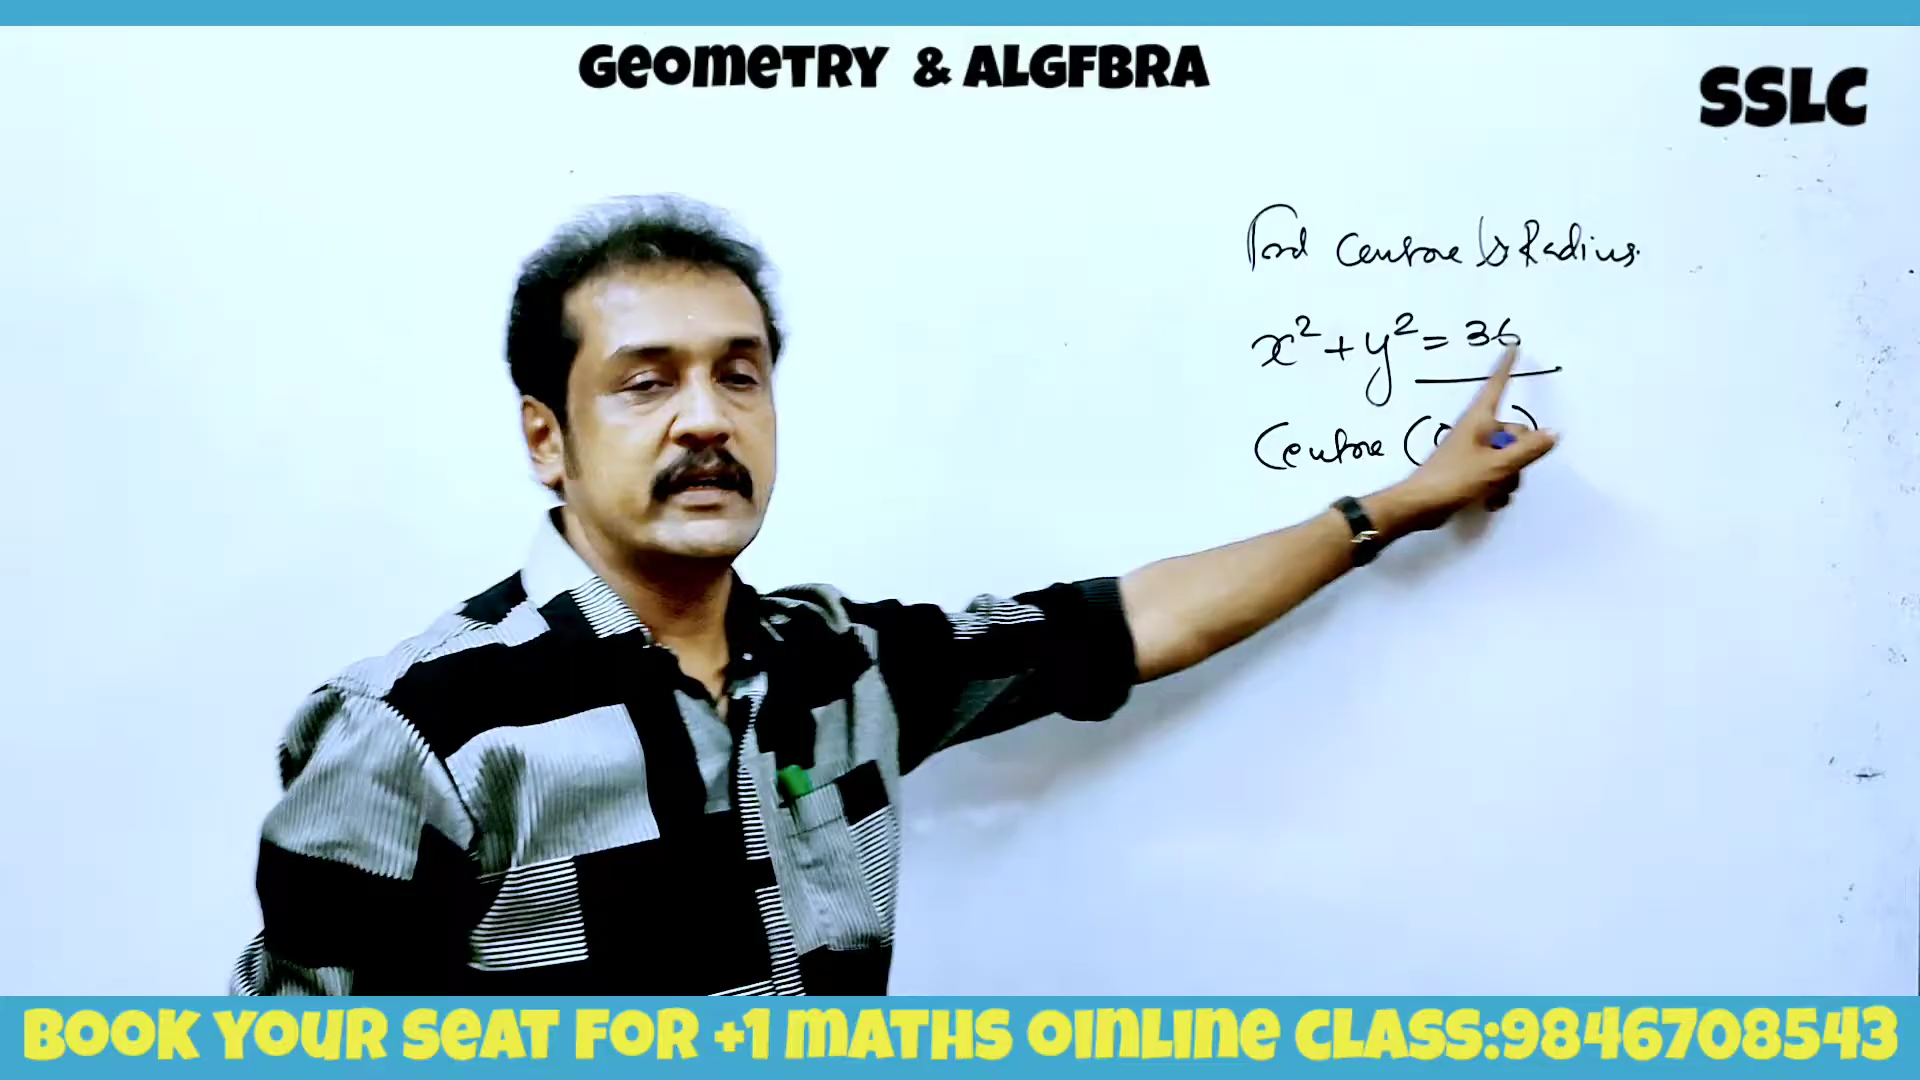 GEOMETRY & ALGFBRA
SSLC
Find Centre & Radius.
x² + y² = 36
Centre (0
BOOK YOUR SEAT FOR +1 MATHS OINLINE CLASS:9846708543